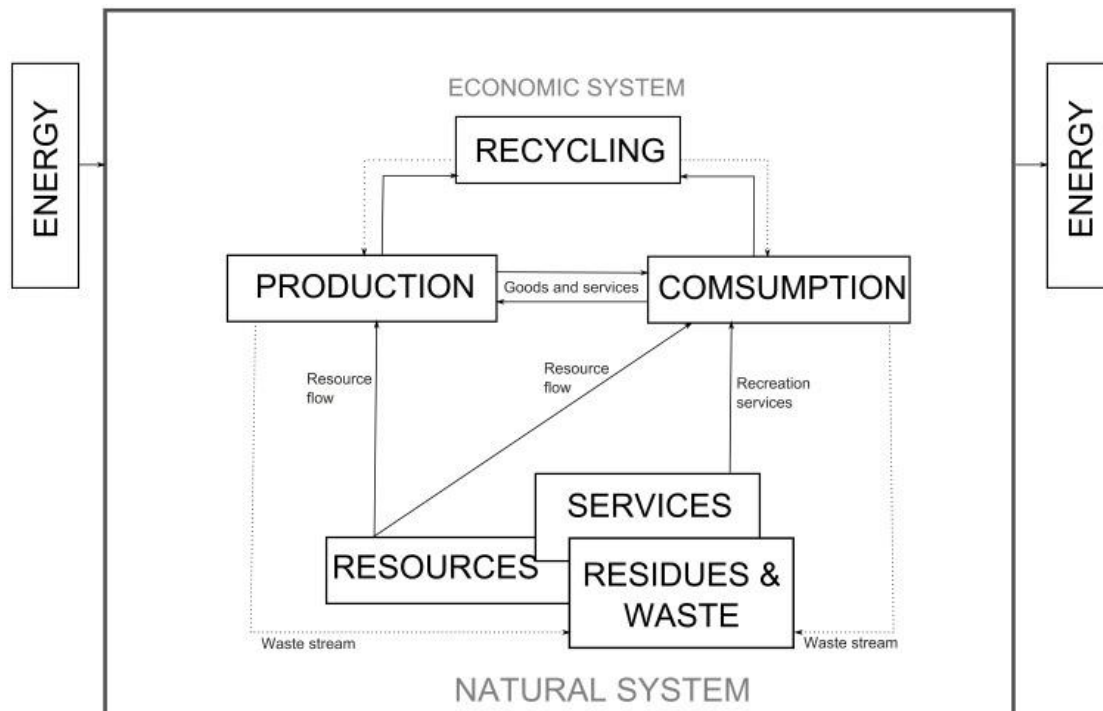 ECONOMIC SYSTEM
ENERGY
RECYCLING
ENERGY
PRODUCTION
Goods and services
COMSUMPTION
Resource
flow
Resource
flow
Recreation
services
SERVICES
RESOURCES
RESIDUES &
WASTE
Waste stream
Waste stream
NATURAL SYSTEM